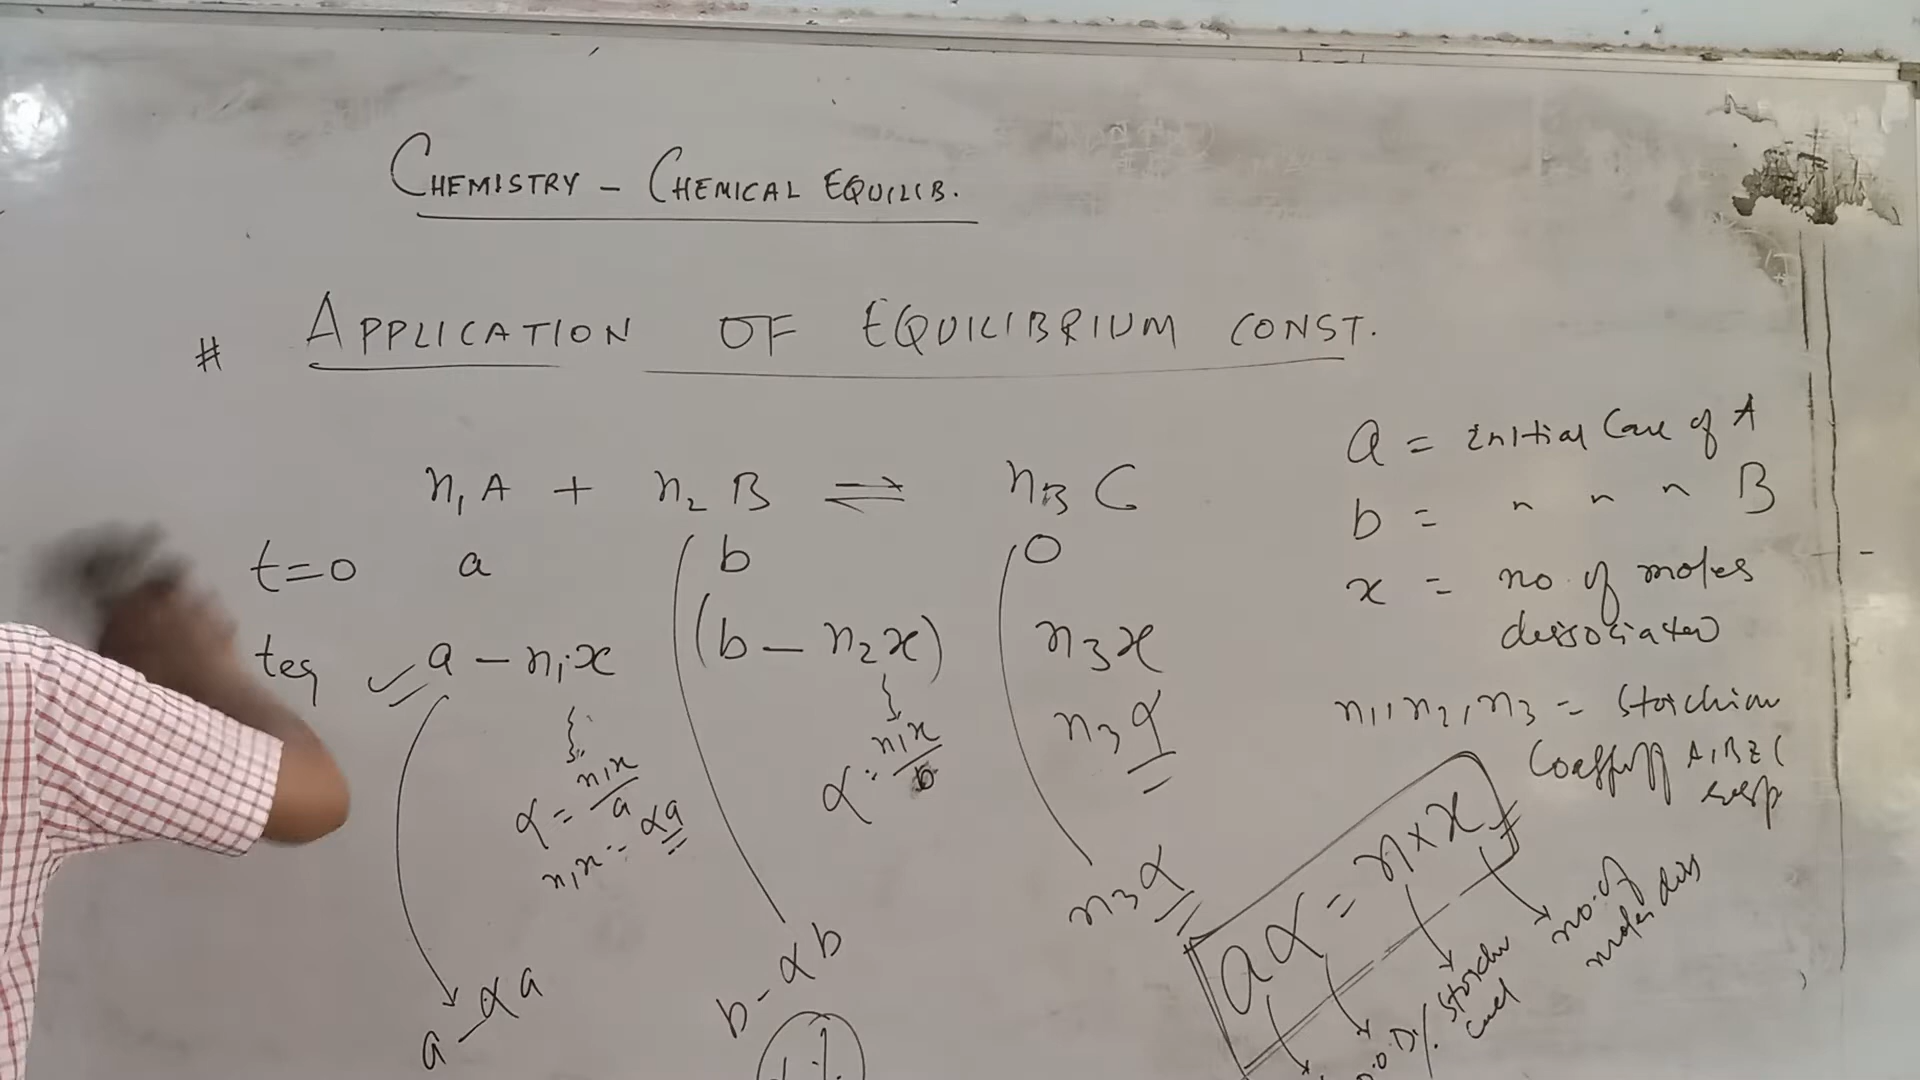 CHEMISTRY - CHEMICAL EQUILIB.
# APPLICATION OF EQUILIBRIUM CONST.
n₁A + n₂B ⇌ n₃C
t=0 a b 0
teq a - n₁x (b - n₂x) n₃x
n₃α
α = n₁x/a
n₁x = αa
α = n₁x/b
n₃α
a - αa
b - αb
a = initial Conc of A
b = " " " B
x = no. of moles
dissociated
n₁, n₂, n₃ = Stoichiom
Coeff of A, B & C
resp
aα = n × x
no. of
moles diss
Stoichio
D.O.D/.